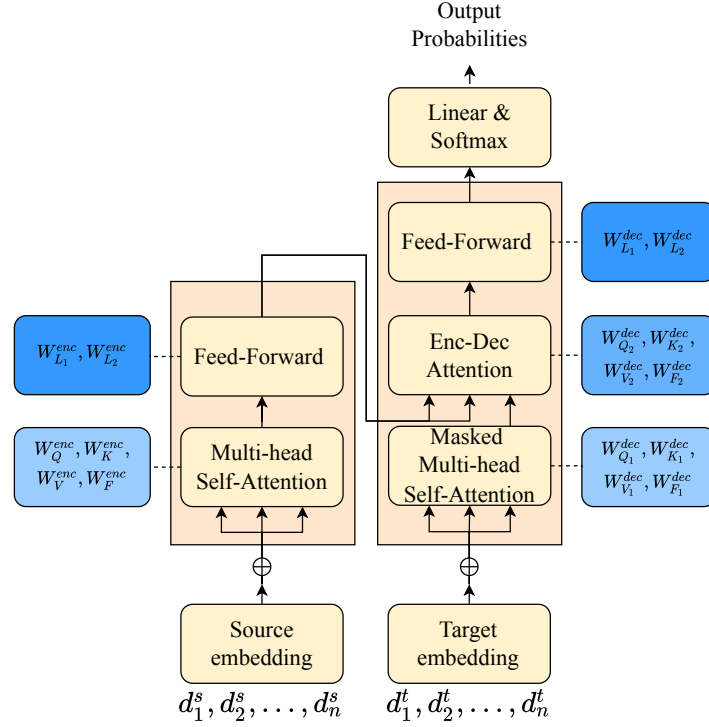 Output
Probabilities
Linear &
Softmax
Feed-Forward
$W_{L_1}^{dec}, W_{L_2}^{dec}$
Enc-Dec
Attention
$W_{Q_2}^{dec}, W_{K_2}^{dec},$
$W_{V_2}^{dec}, W_{F_2}^{dec}$
Masked
Multi-head
Self-Attention
$W_{Q_1}^{dec}, W_{K_1}^{dec},$
$W_{V_1}^{dec}, W_{F_1}^{dec}$
$W_{L_1}^{enc}, W_{L_2}^{enc}$
Feed-Forward
$W_Q^{enc}, W_K^{enc},$
$W_V^{enc}, W_F^{enc}$
Multi-head
Self-Attention
Source
embedding
Target
embedding
$d_1^s, d_2^s, \ldots, d_n^s$
$d_1^t, d_2^t, \ldots, d_n^t$